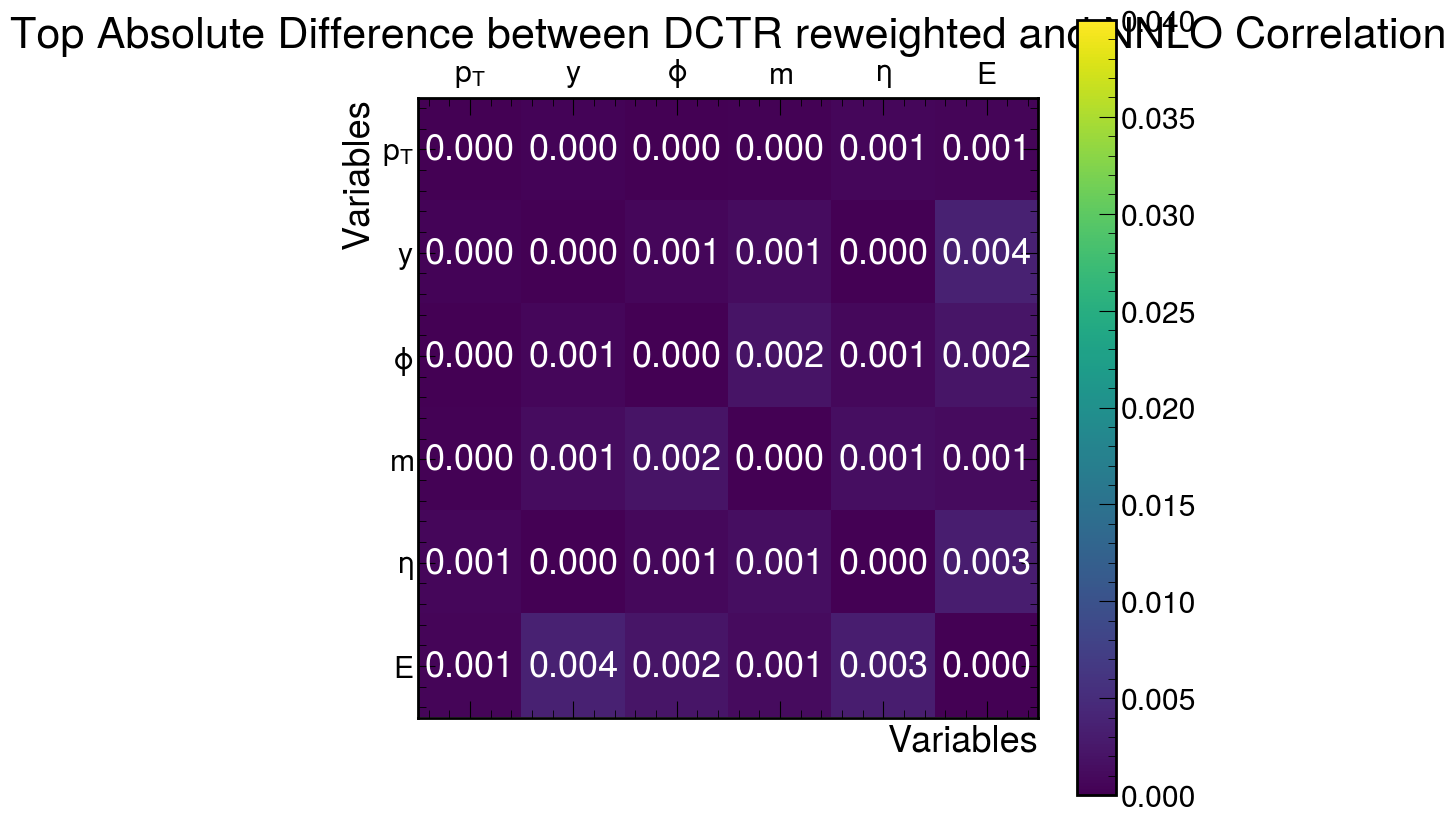 Top Absolute Difference between DCTR reweighted and NNLO Correlation
pT y ϕ m η E
Variables
pT 0.000 0.000 0.000 0.000 0.001 0.001
y 0.000 0.000 0.001 0.001 0.000 0.004
ϕ 0.000 0.001 0.000 0.002 0.001 0.002
m 0.000 0.001 0.002 0.000 0.001 0.001
η 0.001 0.000 0.001 0.001 0.000 0.003
E 0.001 0.004 0.002 0.001 0.003 0.000
Variables
0.040
0.035
0.030
0.025
0.020
0.015
0.010
0.005
0.000